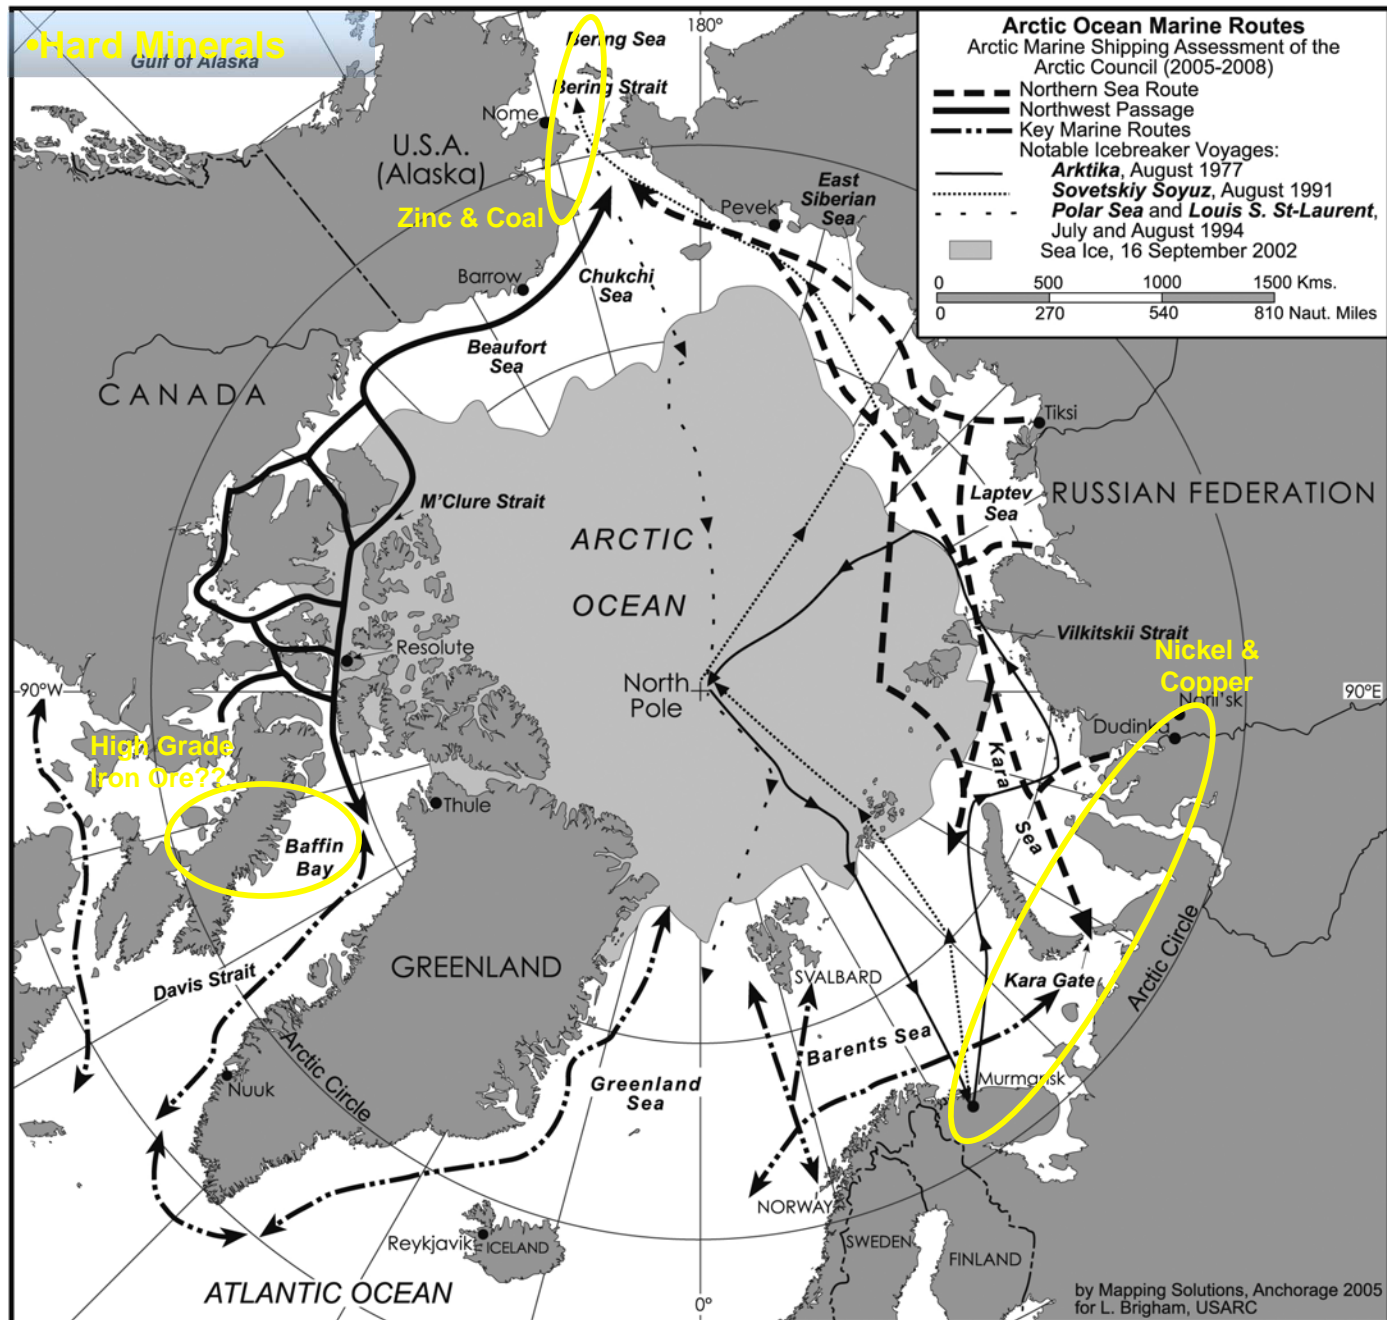 •Hard Minerals
Gulf of Alaska
Bering Sea
180°
Bering Strait
Nome
U.S.A.
(Alaska)
Zinc & Coal
Barrow
Chukchi
Sea
Beaufort
Sea
East
Siberian
Sea
Pevek
Arctic Ocean Marine Routes
Arctic Marine Shipping Assessment of the
Arctic Council (2005-2008)
Northern Sea Route
Northwest Passage
Key Marine Routes
Notable Icebreaker Voyages:
Arktika, August 1977
Sovetskiy Soyuz, August 1991
Polar Sea and Louis S. St-Laurent,
July and August 1994
Sea Ice, 16 September 2002
0 500 1000 1500 Kms.
0 270 540 810 Naut. Miles
CANADA
Tiksi
M'Clure Strait
Laptev
Sea
RUSSIAN FEDERATION
ARCTIC
OCEAN
Vilkitskii Strait
Resolute
Nickel &
Copper
North
Pole
90°W
90°E
Noril'sk
Dudinka
High Grade
Iron Ore??
Kara
Sea
Thule
Baffin
Bay
Davis Strait
GREENLAND
SVALBARD
Kara Gate
Arctic Circle
Barents Sea
Arctic Circle
Nuuk
Greenland
Sea
Murmansk
NORWAY
Reykjavik
ICELAND
SWEDEN
FINLAND
ATLANTIC OCEAN
0°
by Mapping Solutions, Anchorage 2005
for L. Brigham, USARC